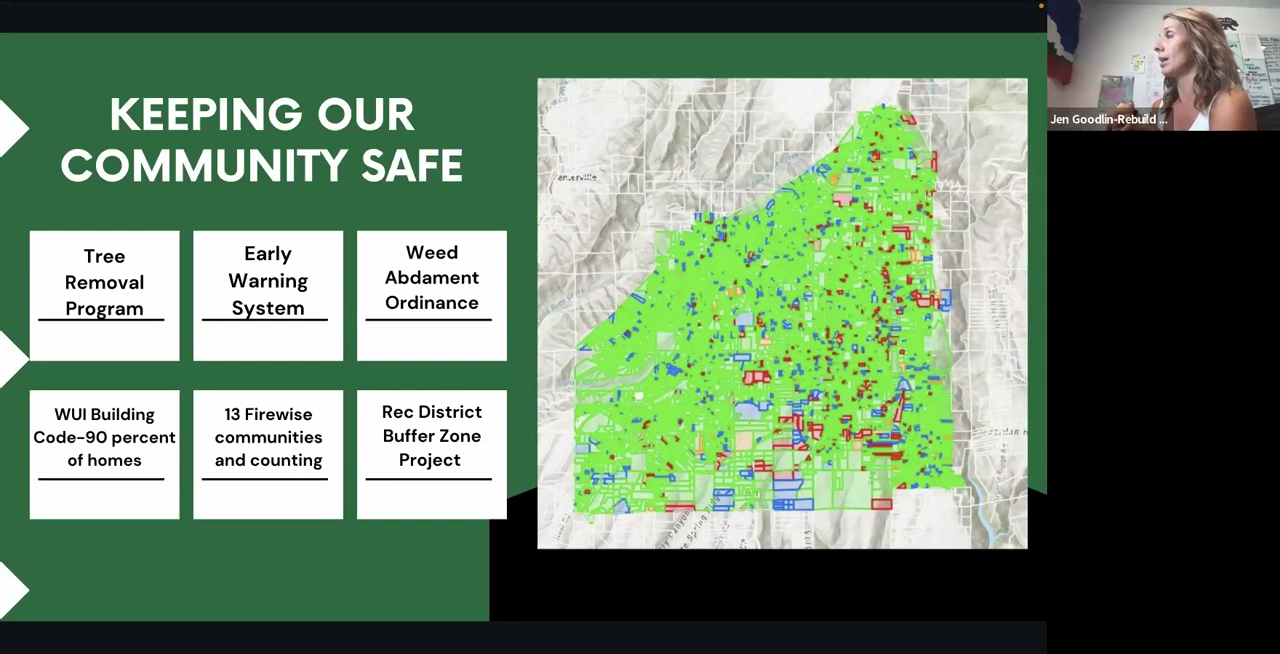 KEEPING OUR
COMMUNITY SAFE
Tree
Removal
Program
Early
Warning
System
Weed
Abdament
Ordinance
WUI Building
Code-90 percent
of homes
13 Firewise
communities
and counting
Rec District
Buffer Zone
Project
Jen Goodlin-Rebuild ...